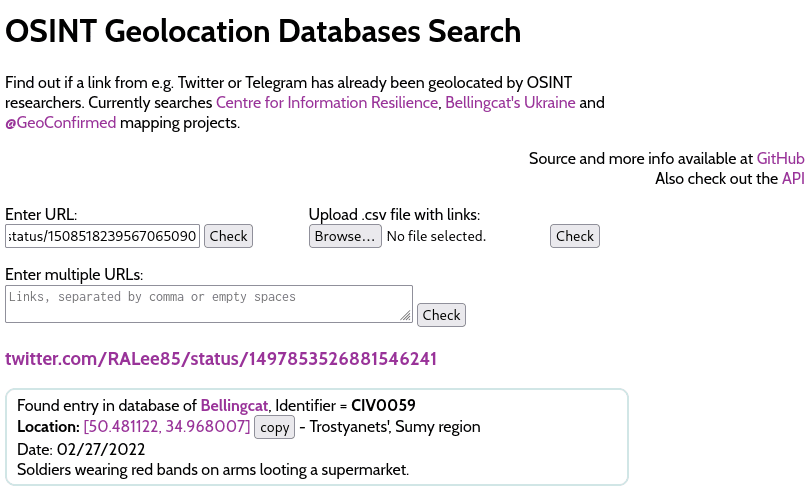 OSINT Geolocation Databases Search
Find out if a link from e.g. Twitter or Telegram has already been geolocated by OSINT
researchers. Currently searches Centre for Information Resilience, Bellingcat's Ukraine and
@GeoConfirmed mapping projects.
Source and more info available at GitHub
Also check out the API
Enter URL: Upload .csv file with links:
status/1508518239567065090 Check Browse... No file selected. Check
Enter multiple URLs:
Links, separated by comma or empty spaces
Check
twitter.com/RALee85/status/1497853526881546241
Found entry in database of Bellingcat, Identifier = CIV0059
Location: [50.481122, 34.968007] copy - Trostyanets', Sumy region
Date: 02/27/2022
Soldiers wearing red bands on arms looting a supermarket.